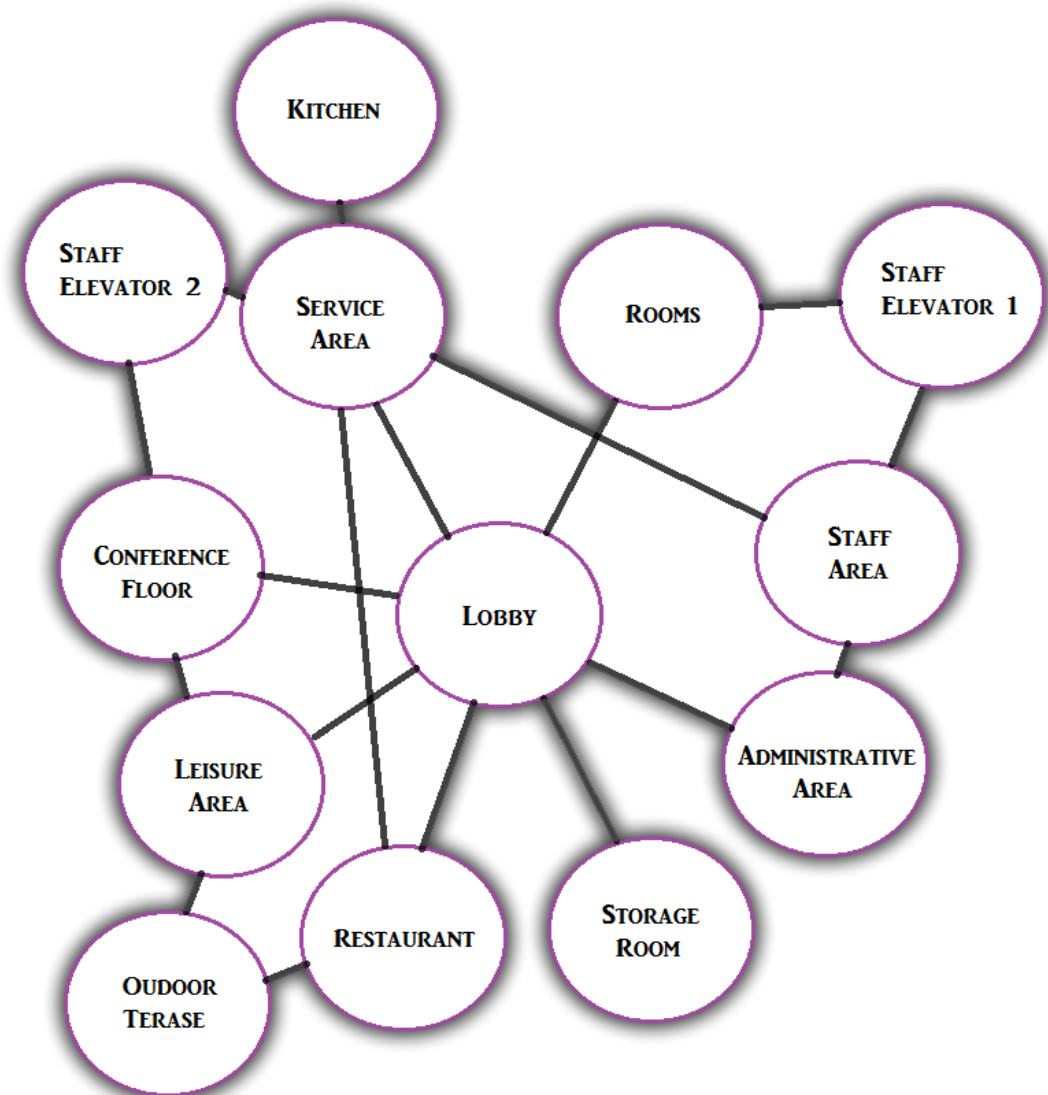 Kitchen
Staff
Elevator 2
Service
Area
Rooms
Staff
Elevator 1
Conference
Floor
Lobby
Staff
Area
Leisure
Area
Administrative
Area
Restaurant
Storage
Room
Oudoor
Terase